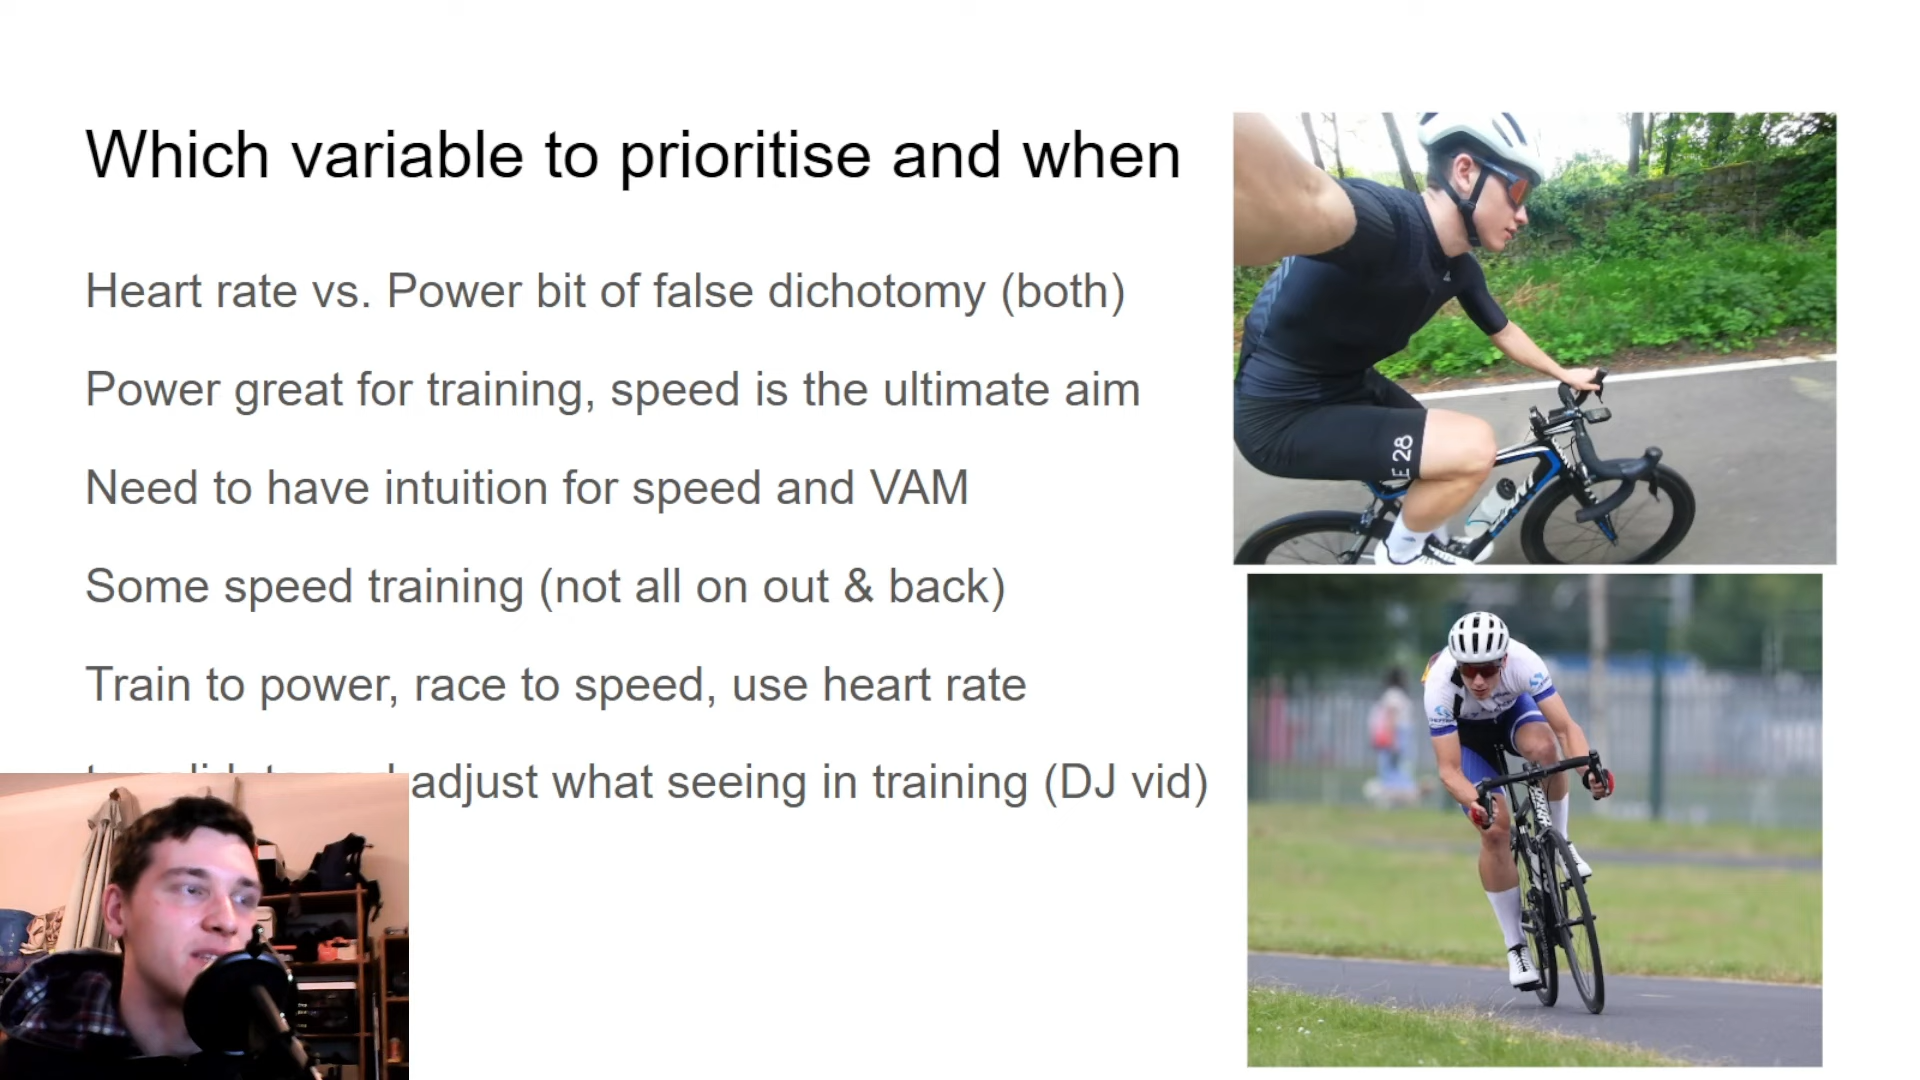 Which variable to prioritise and when
Heart rate vs. Power bit of false dichotomy (both)
Power great for training, speed is the ultimate aim
Need to have intuition for speed and VAM
Some speed training (not all on out & back)
Train to power, race to speed, use heart rate
adjust what seeing in training (DJ vid)
E 28